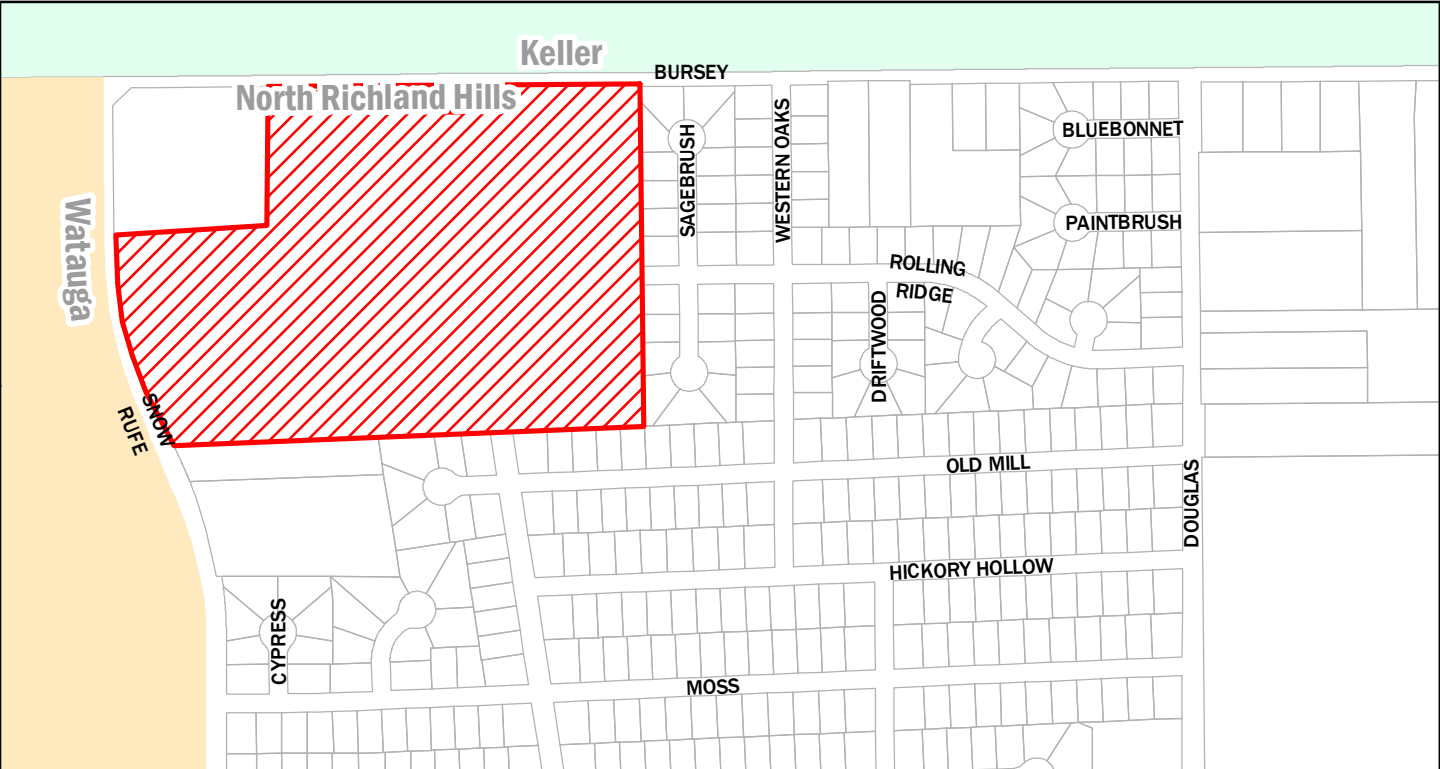 Keller
BURSEY
North Richland Hills
BLUEBONNET
SAGEBRUSH
WESTERN OAKS
PAINTBRUSH
Watauga
ROLLING
RIDGE
DRIFTWOOD
SNOW
RUFE
OLD MILL
DOUGLAS
HICKORY HOLLOW
CYPRESS
MOSS